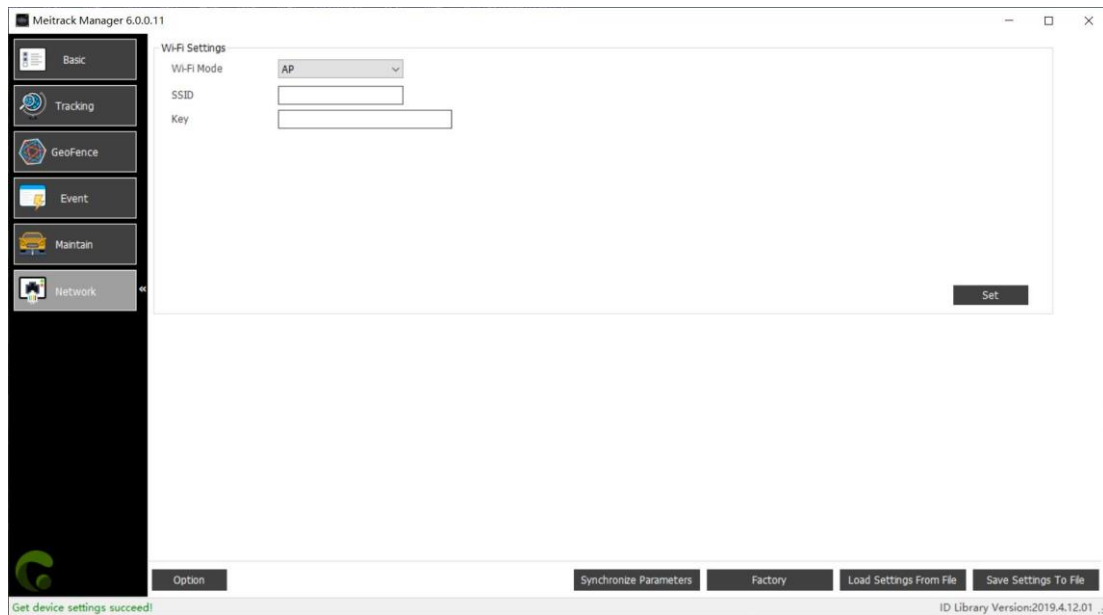 Meitrack Manager 6.0.0.11
Basic
Tracking
GeoFence
Event
Maintain
Network
Wi-Fi Settings
Wi-Fi Mode AP
SSID
Key
Set
Option Synchronize Parameters Factory Load Settings From File Save Settings To File
Get device settings succeed! ID Library Version:2019.4.12.01